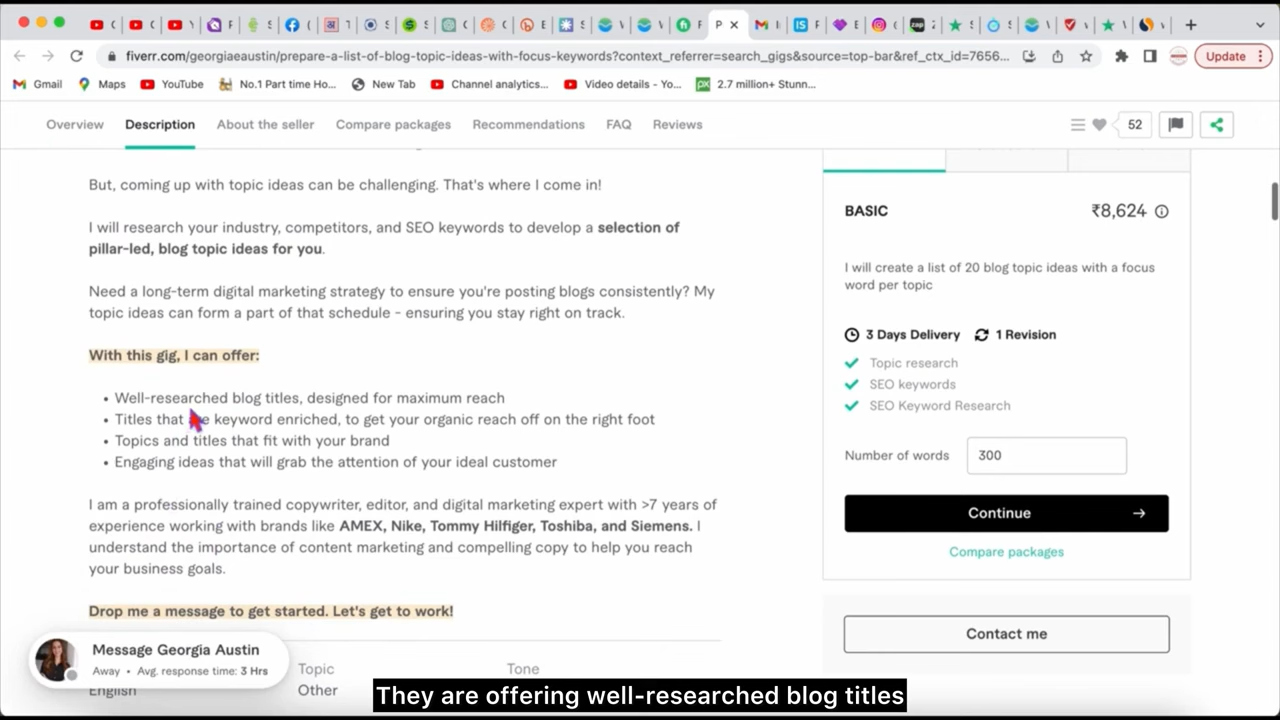 fiverr.com/georgiaeaustin/prepare-a-list-of-blog-topic-ideas-with-focus-keywords?context_referrer=search_gigs&source=top-bar&ref_ctx_id=7656...
Update
Gmail Maps YouTube No.1 Part time Ho... New Tab Channel analytics... Video details - Yo... 2.7 million+ Stunn...
Overview Description About the seller Compare packages Recommendations FAQ Reviews 52
But, coming up with topic ideas can be challenging. That's where I come in!
I will research your industry, competitors, and SEO keywords to develop a selection of
pillar-led, blog topic ideas for you.
Need a long-term digital marketing strategy to ensure you're posting blogs consistently? My
topic ideas can form a part of that schedule - ensuring you stay right on track.
With this gig, I can offer:
• Well-researched blog titles, designed for maximum reach
• Titles that keyword enriched, to get your organic reach off on the right foot
• Topics and titles that fit with your brand
• Engaging ideas that will grab the attention of your ideal customer
I am a professionally trained copywriter, editor, and digital marketing expert with >7 years of
experience working with brands like AMEX, Nike, Tommy Hilfiger, Toshiba, and Siemens. I
understand the importance of content marketing and compelling copy to help you reach
your business goals.
Drop me a message to get started. Let's get to work!
Message Georgia Austin
Away • Avg. response time: 3 Hrs
English
Topic
Other
Tone
BASIC ₹8,624
I will create a list of 20 blog topic ideas with a focus
word per topic
3 Days Delivery 1 Revision
Topic research
SEO keywords
SEO Keyword Research
Number of words 300
Continue
Compare packages
Contact me
They are offering well-researched blog titles